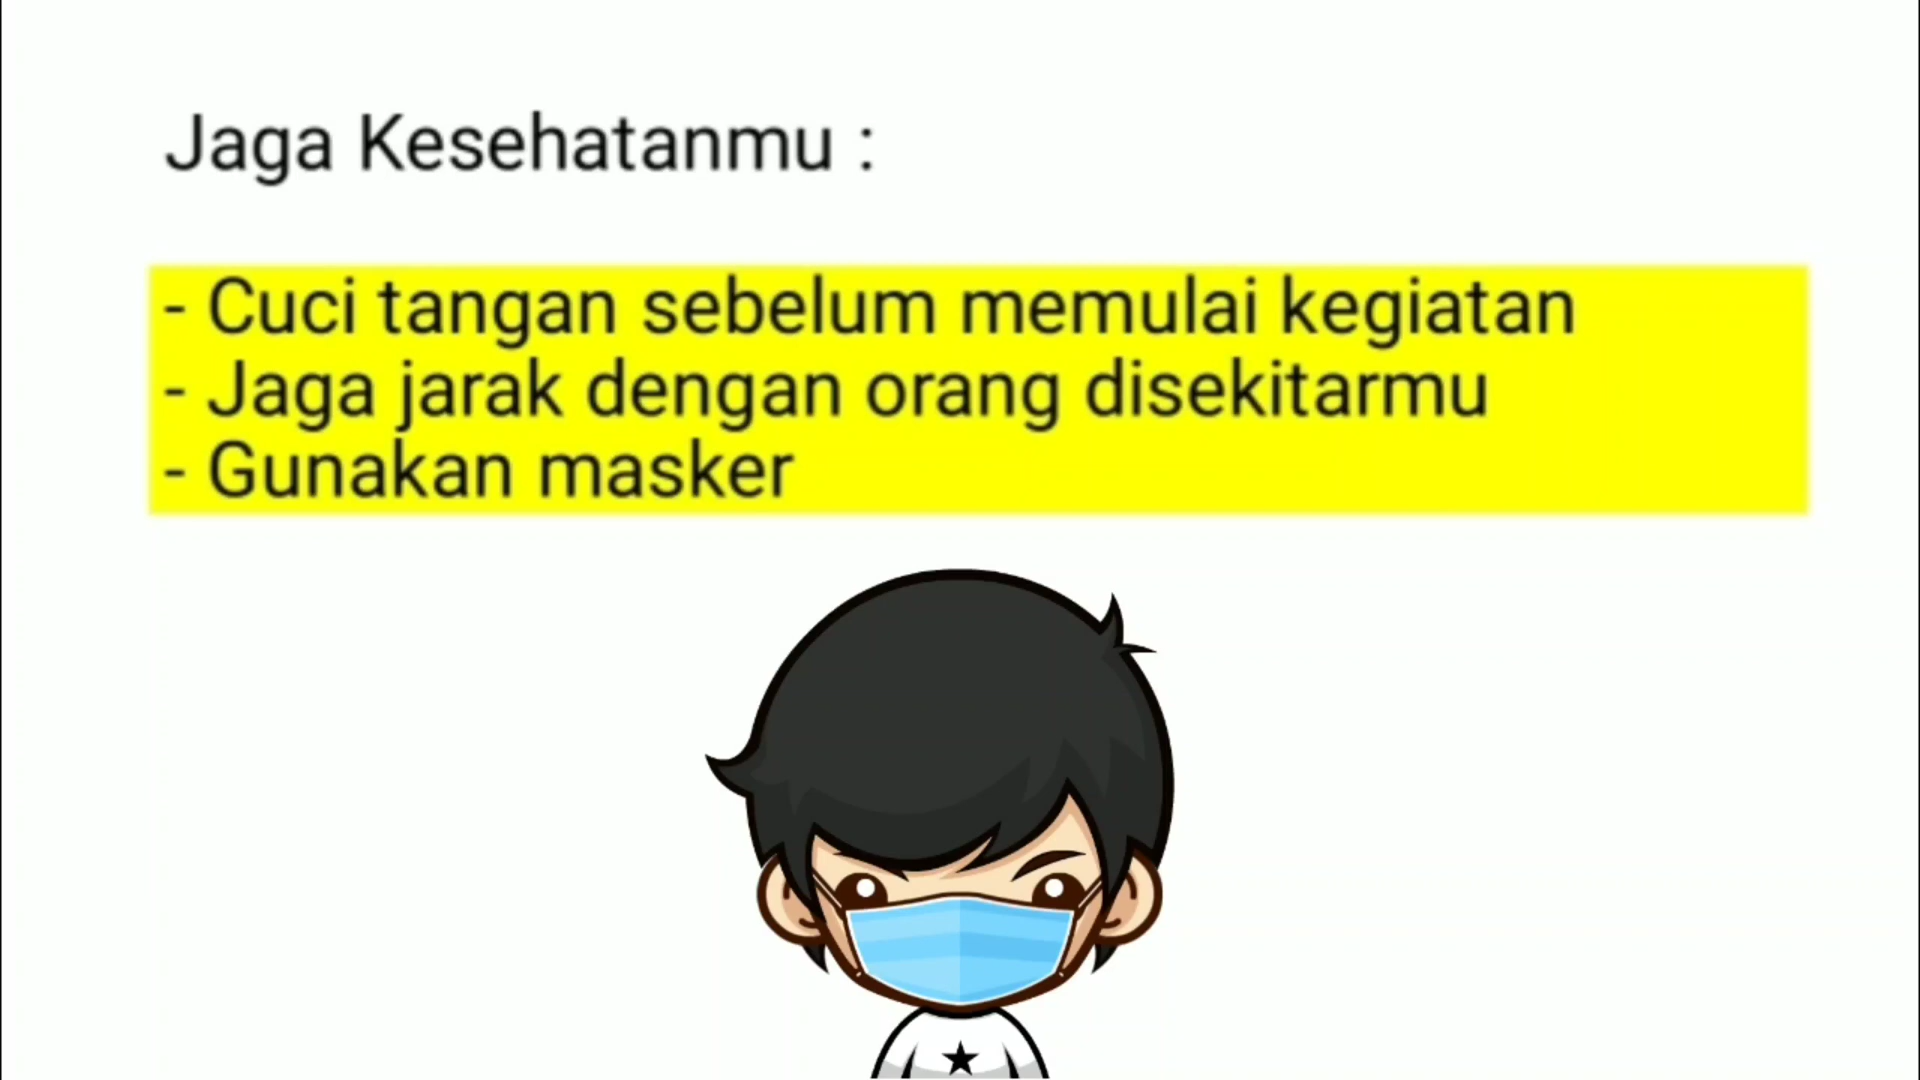 Jaga Kesehatanmu :
- Cuci tangan sebelum memulai kegiatan
- Jaga jarak dengan orang disekitarmu
- Gunakan masker